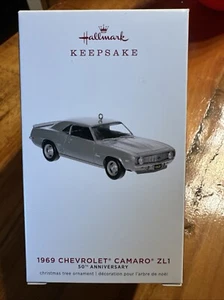 Hallmark
KEEPSAKE
1969 CHEVROLET® CAMARO® ZL1
50TH ANNIVERSARY
christmas tree ornament | décoration pour l'arbre de noël